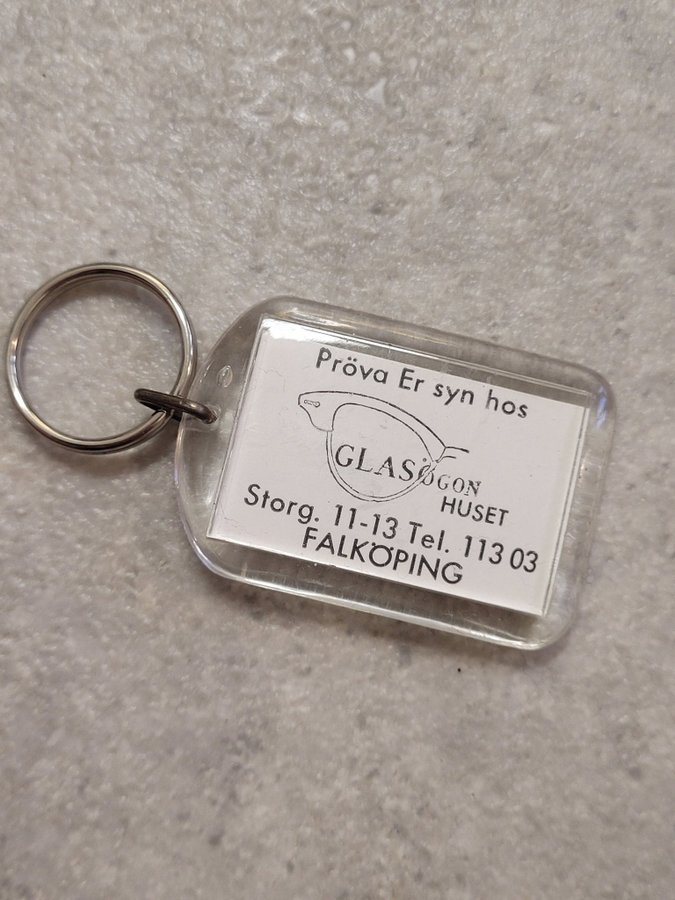 Pröva Er syn hos
GLASÖGON
HUSET
Storg. 11-13 Tel. 113 03
FALKÖPING